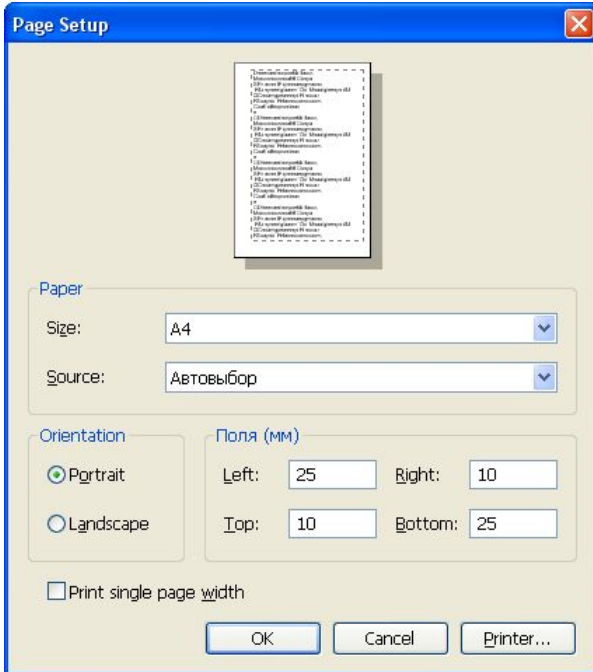 Page Setup
Paper
Size: A4
Source: Автовыбор
Orientation
Portrait
Landscape
Поля (мм)
Left: 25 Right: 10
Top: 10 Bottom: 25
Print single page width
OK Cancel Printer...